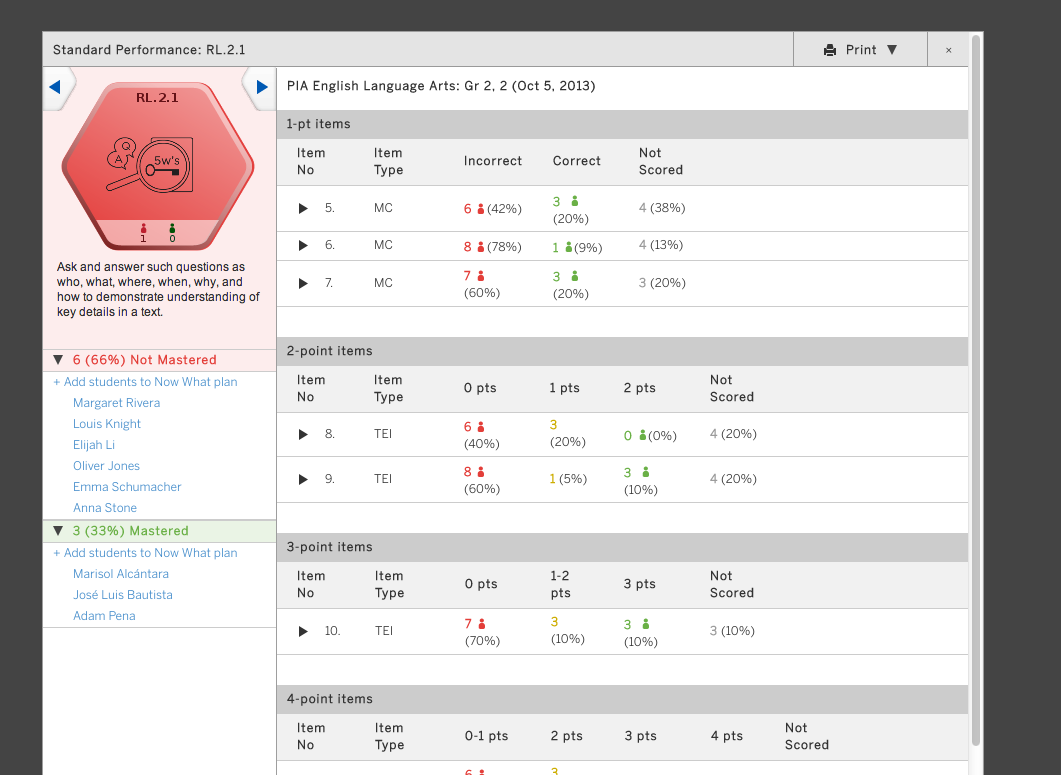 Standard Performance: RL.2.1
Print ▼
×
RL.2.1
Q
A
5w's
1 0
Ask and answer such questions as
who, what, where, when, why, and
how to demonstrate understanding of
key details in a text.
▼ 6 (66%) Not Mastered
+ Add students to Now What plan
Margaret Rivera
Louis Knight
Elijah Li
Oliver Jones
Emma Schumacher
Anna Stone
▼ 3 (33%) Mastered
+ Add students to Now What plan
Marisol Alcántara
José Luis Bautista
Adam Pena
PIA English Language Arts: Gr 2, 2 (Oct 5, 2013)
1-pt items
Item No Item Type Incorrect Correct Not Scored
5. MC 6 (42%) 3 (20%) 4 (38%)
6. MC 8 (78%) 1 (9%) 4 (13%)
7. MC 7 (60%) 3 (20%) 3 (20%)
2-point items
Item No Item Type 0 pts 1 pts 2 pts Not Scored
8. TEI 6 (40%) 3 (20%) 0 (0%) 4 (20%)
9. TEI 8 (60%) 1 (5%) 3 (10%) 4 (20%)
3-point items
Item No Item Type 0 pts 1-2 pts 3 pts Not Scored
10. TEI 7 (70%) 3 (10%) 3 (10%) 3 (10%)
4-point items
Item No Item Type 0-1 pts 2 pts 3 pts 4 pts Not Scored
6 3